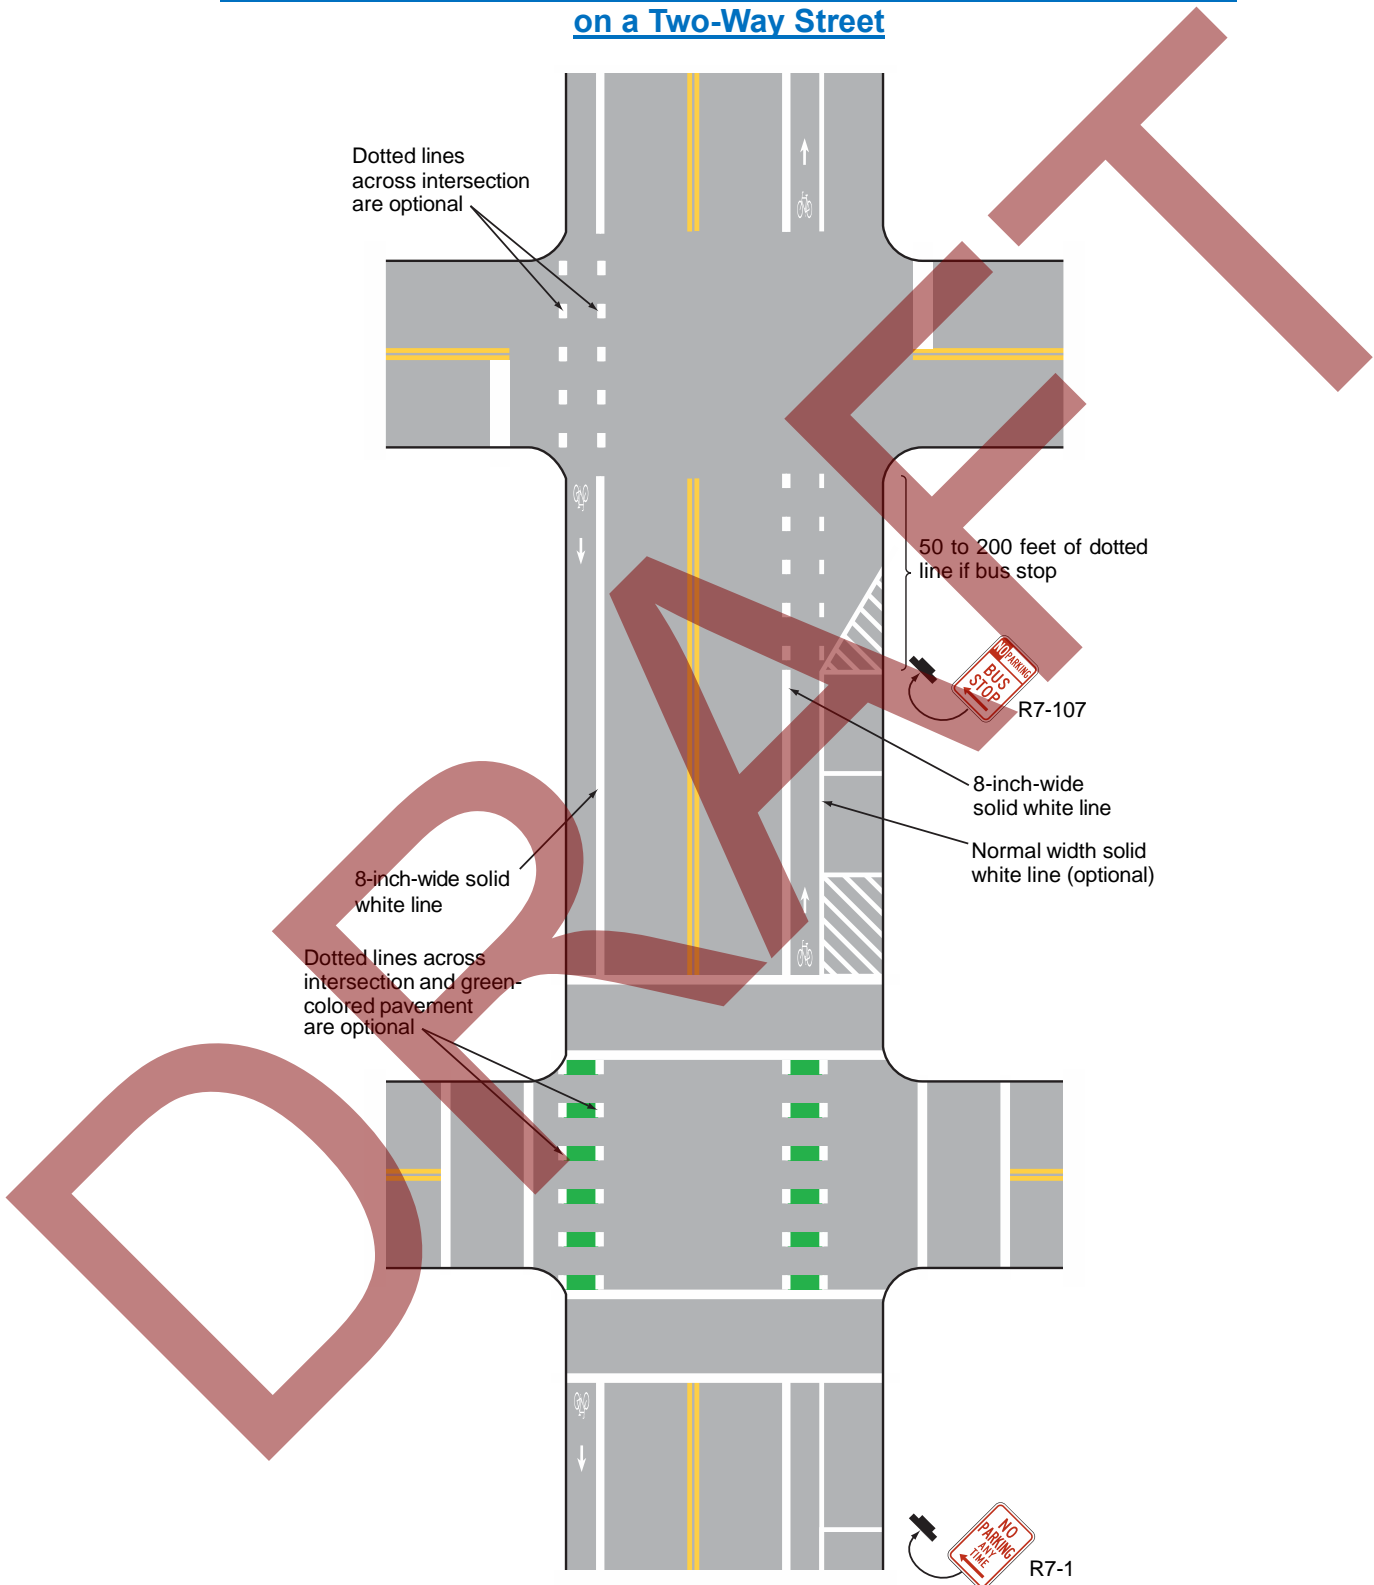 on a Two-Way Street
Dotted lines
across intersection
are optional
50 to 200 feet of dotted
line if bus stop
NO PARKING
BUS
STOP
R7-107
8-inch-wide
solid white line
Normal width solid
white line (optional)
8-inch-wide solid
white line
Dotted lines across
intersection and green-
colored pavement
are optional
NO
PARKING
ANY
TIME
R7-1
DRAFT